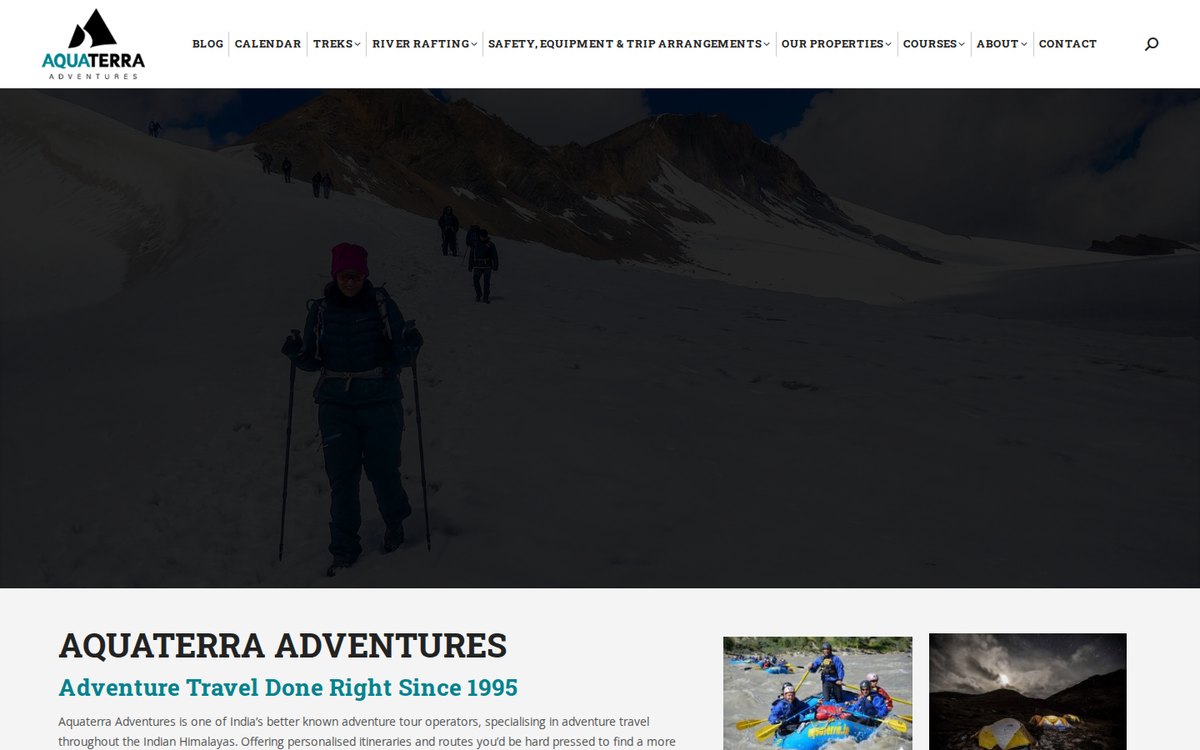 AQUATERRA
ADVENTURES
BLOG
CALENDAR
TREKS
RIVER RAFTING
SAFETY, EQUIPMENT & TRIP ARRANGEMENTS
OUR PROPERTIES
COURSES
ABOUT
CONTACT
AQUATERRA ADVENTURES
Adventure Travel Done Right Since 1995
Aquaterra Adventures is one of India's better known adventure tour operators, specialising in adventure travel
throughout the Indian Himalayas. Offering personalised itineraries and routes you'd be hard pressed to find a more